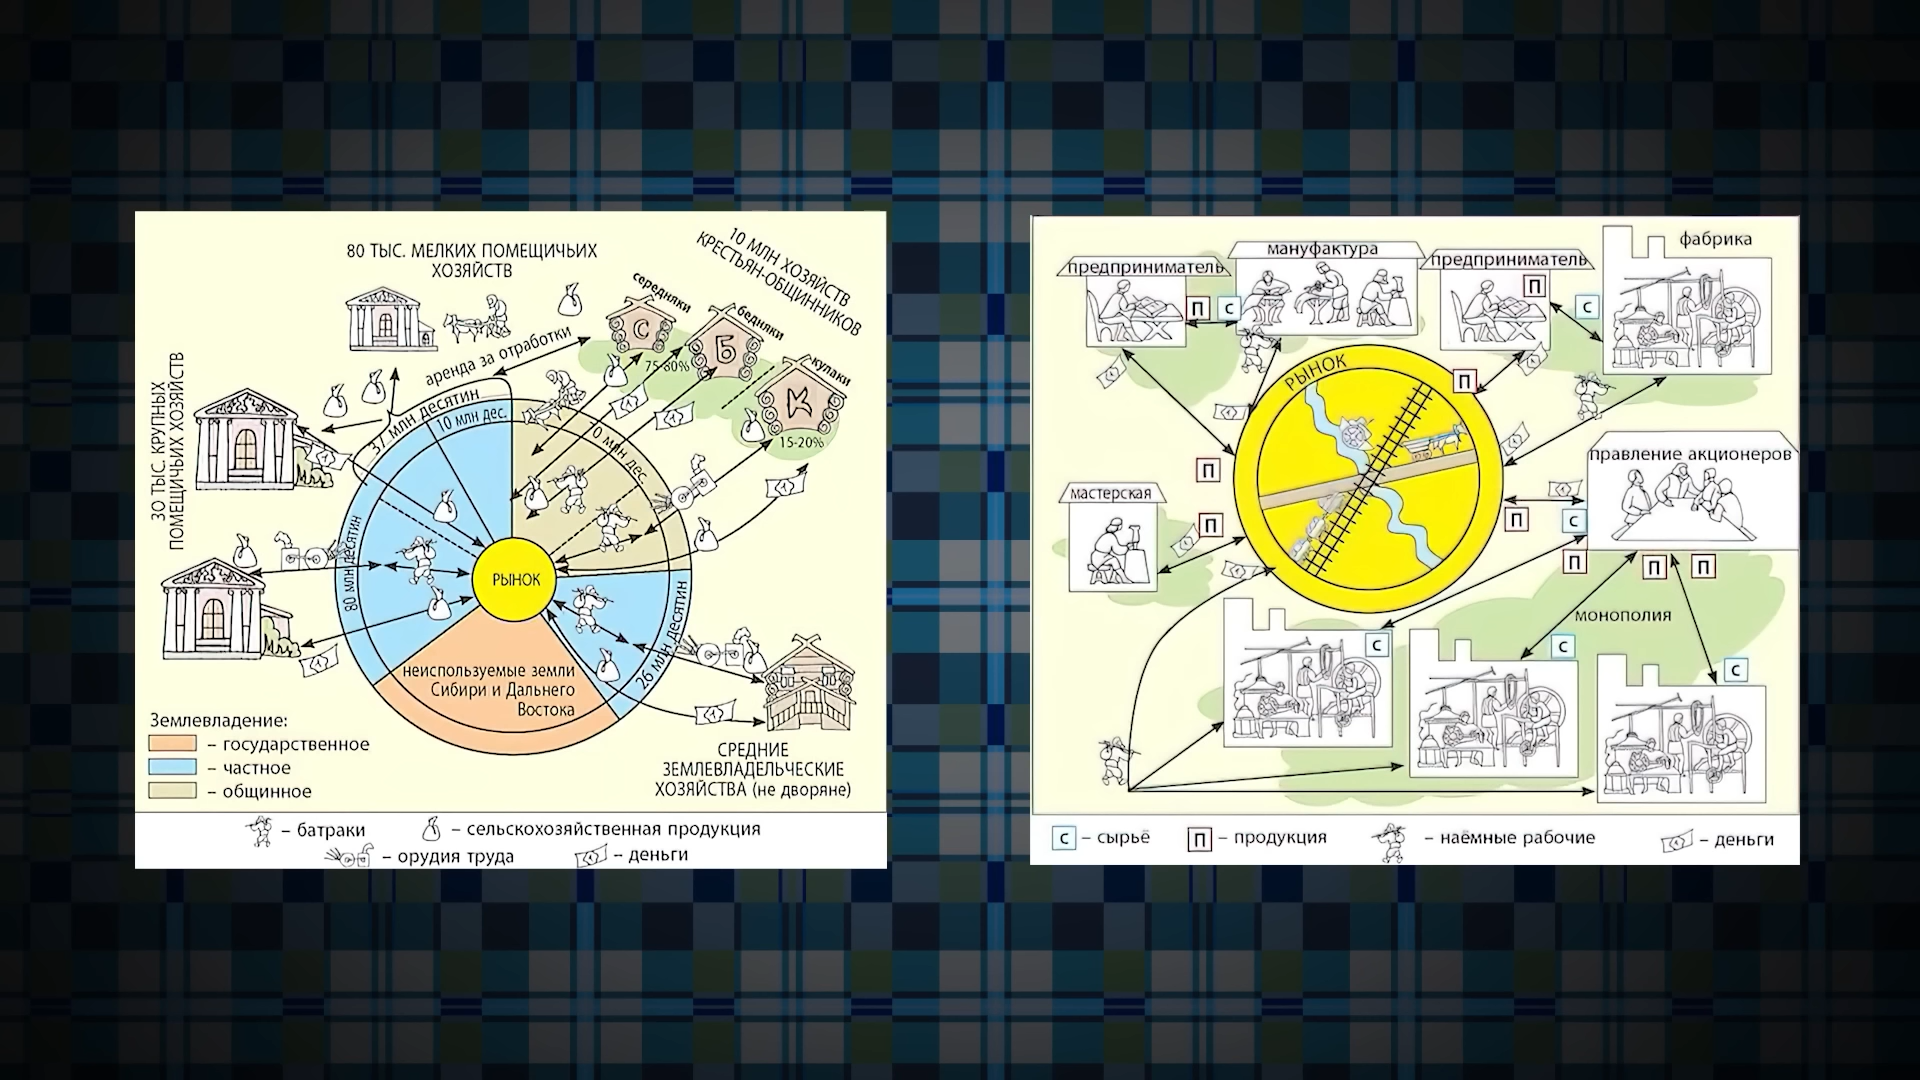 80 ТЫС. МЕЛКИХ ПОМЕЩИЧЬИХ
ХОЗЯЙСТВ
10 МЛН ХОЗЯЙСТВ
КРЕСТЬЯН-ОБЩИННИКОВ
30 ТЫС. КРУПНЫХ
ПОМЕЩИЧЬИХ ХОЗЯЙСТВ
середняки
бедняки
кулаки
С
Б
К
75-80%
15-20%
аренда за отработки
37 МЛН ДЕСЯТИН
10 МЛН ДЕС.
МЛН ДЕС.
80 МЛН ДЕСЯТИН
26 МЛН ДЕСЯТИН
РЫНОК
неиспользуемые земли
Сибири и Дальнего
Востока
СРЕДНИЕ
ЗЕМЛЕВЛАДЕЛЬЧЕСКИЕ
ХОЗЯЙСТВА (не дворяне)
Землевладение:
– государственное
– частное
– общинное
– батраки
– сельскохозяйственная продукция
– орудия труда
– деньги
предприниматель
мануфактура
предприниматель
фабрика
П
С
П
С
РЫНОК
П
П
правление акционеров
мастерская
П
П
С
П
П
П
монополия
С
С
С
С – сырьё
П – продукция
– наёмные рабочие
– деньги